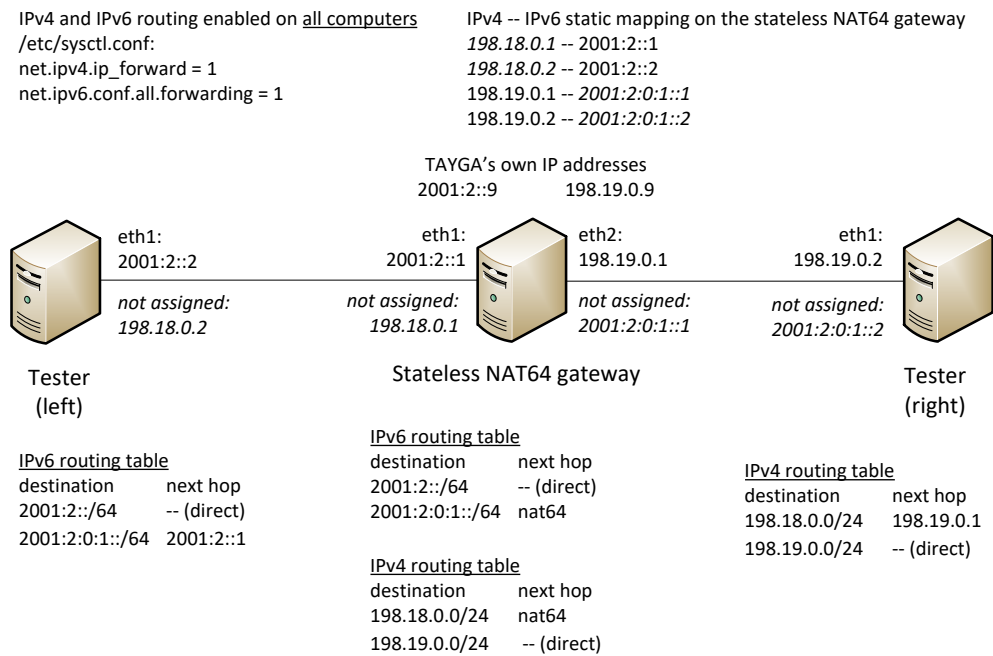 IPv4 and IPv6 routing enabled on all computers
/etc/sysctl.conf:
net.ipv4.ip_forward = 1
net.ipv6.conf.all.forwarding = 1
IPv4 -- IPv6 static mapping on the stateless NAT64 gateway
198.18.0.1 -- 2001:2::1
198.18.0.2 -- 2001:2::2
198.19.0.1 -- 2001:2:0:1::1
198.19.0.2 -- 2001:2:0:1::2
TAYGA's own IP addresses
2001:2::9 198.19.0.9
eth1:
2001:2::2
not assigned:
198.18.0.2
eth1:
2001:2::1
not assigned:
198.18.0.1
eth2:
198.19.0.1
not assigned:
2001:2:0:1::1
eth1:
198.19.0.2
not assigned:
2001:2:0:1::2
Tester
(left)
Stateless NAT64 gateway
Tester
(right)
IPv6 routing table
destination next hop
2001:2::/64 -- (direct)
2001:2:0:1::/64 2001:2::1
IPv6 routing table
destination next hop
2001:2::/64 -- (direct)
2001:2:0:1::/64 nat64
IPv4 routing table
destination next hop
198.18.0.0/24 nat64
198.19.0.0/24 -- (direct)
IPv4 routing table
destination next hop
198.18.0.0/24 198.19.0.1
198.19.0.0/24 -- (direct)